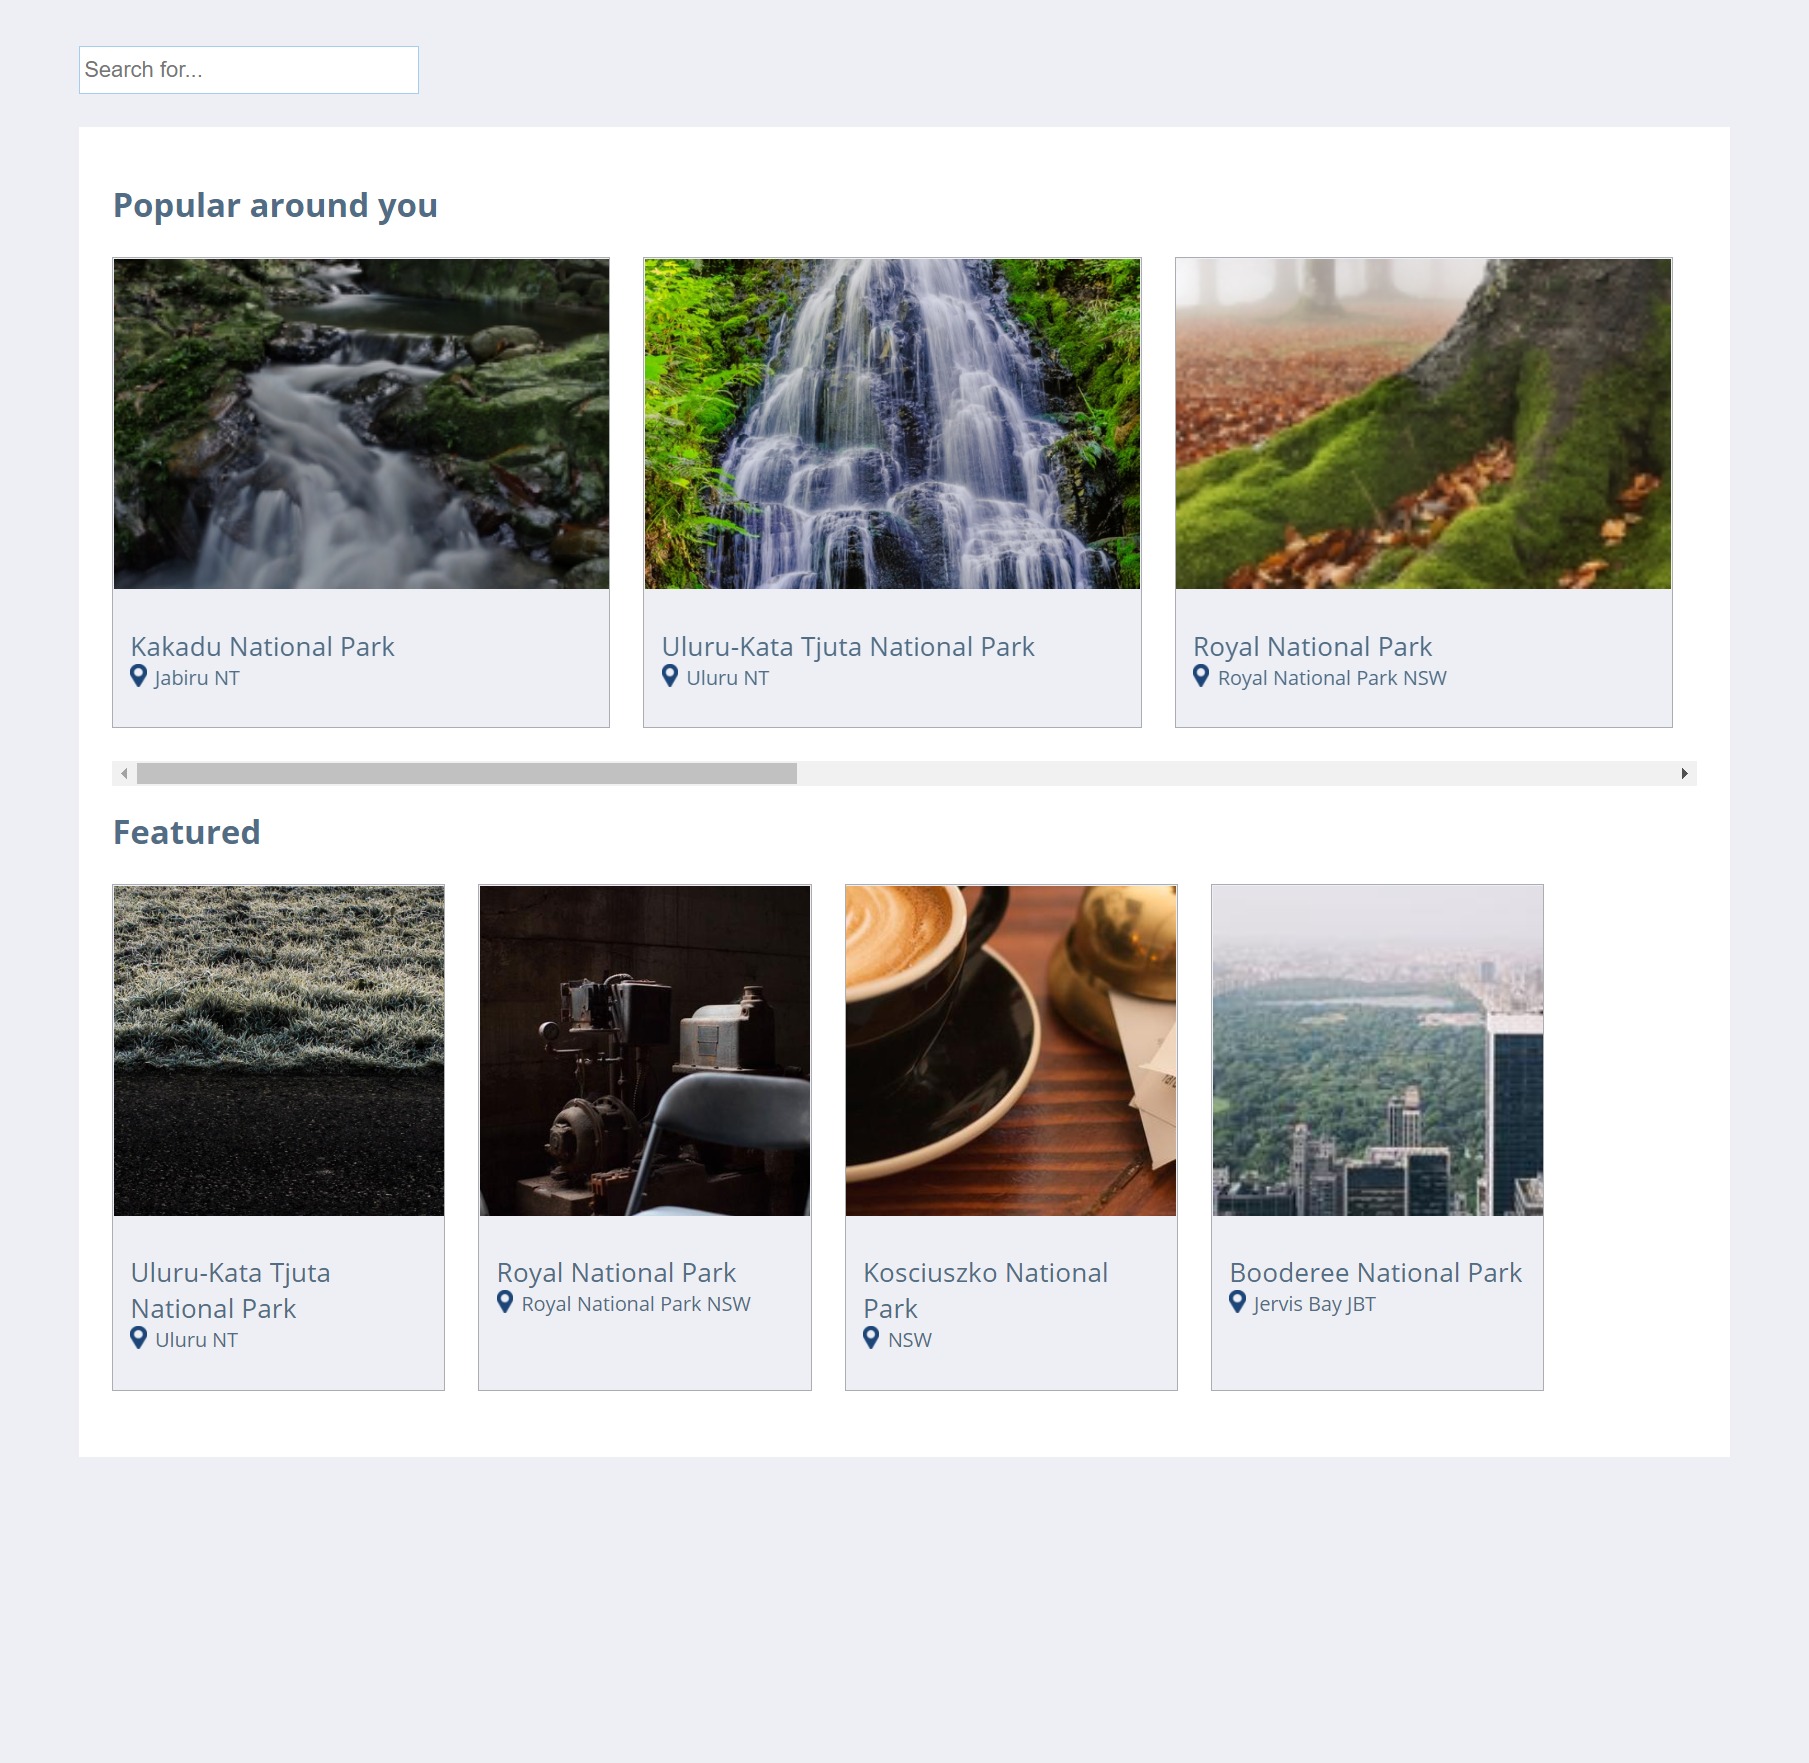 Search for...
Popular around you
Kakadu National Park
Jabiru NT
Uluru-Kata Tjuta National Park
Uluru NT
Royal National Park
Royal National Park NSW
Featured
Uluru-Kata Tjuta
National Park
Uluru NT
Royal National Park
Royal National Park NSW
Kosciuszko National
Park
NSW
Booderee National Park
Jervis Bay JBT